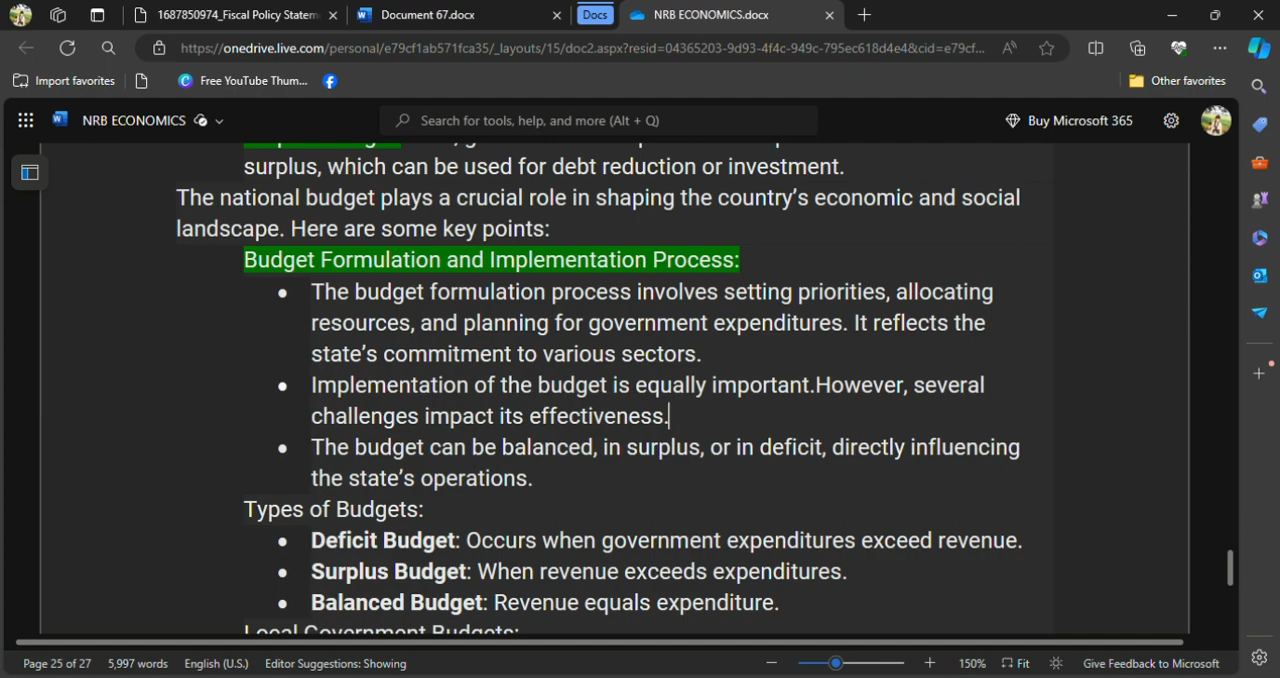 1687850974_Fiscal Policy Statem
Document 67.docx
Docs
NRB ECONOMICS.docx
https://onedrive.live.com/personal/e79cf1ab571fca35/_layouts/15/doc2.aspx?resid=04365203-9d93-4f4c-949c-795ec618d4e4&cid=e79cf...
Import favorites
Free YouTube Thum...
Other favorites
NRB ECONOMICS
Search for tools, help, and more (Alt + Q)
Buy Microsoft 365
surplus, which can be used for debt reduction or investment.
The national budget plays a crucial role in shaping the country's economic and social
landscape. Here are some key points:
Budget Formulation and Implementation Process:
• The budget formulation process involves setting priorities, allocating
resources, and planning for government expenditures. It reflects the
state's commitment to various sectors.
• Implementation of the budget is equally important.However, several
challenges impact its effectiveness.
• The budget can be balanced, in surplus, or in deficit, directly influencing
the state's operations.
Types of Budgets:
• Deficit Budget: Occurs when government expenditures exceed revenue.
• Surplus Budget: When revenue exceeds expenditures.
• Balanced Budget: Revenue equals expenditure.
Local Government Budgets:
Page 25 of 27 5,997 words English (U.S.) Editor Suggestions: Showing 150% Fit Give Feedback to Microsoft